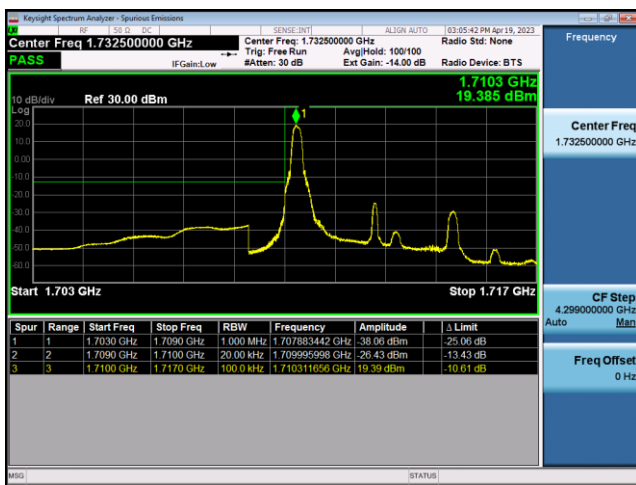 Keysight Spectrum Analyzer - Spurious Emissions
RF 50 Ω DC SENSE:INT ALIGN AUTO 03:05:42 PM Apr 19, 2023
Center Freq 1.732500000 GHz Center Freq: 1.732500000 GHz Radio Std: None Frequency
Trig: Free Run Avg|Hold: 100/100
PASS IFGain:Low #Atten: 30 dB Ext Gain: -14.00 dB Radio Device: BTS
1.7103 GHz
10 dB/div Ref 30.00 dBm 19.385 dBm
Log
1
20.0
Center Freq
10.0
1.732500000 GHz
0.00
-10.0
-20.0
-30.0
-40.0
-50.0
-60.0
Start 1.703 GHz Stop 1.717 GHz
CF Step
4.299000000 GHz
Auto Man
Spur Range Start Freq Stop Freq RBW Frequency Amplitude Δ Limit
1 1 1.7030 GHz 1.7090 GHz 1.000 MHz 1.707883442 GHz -38.06 dBm -25.06 dB
2 2 1.7090 GHz 1.7100 GHz 20.00 kHz 1.709995998 GHz -26.43 dBm -13.43 dB
3 3 1.7100 GHz 1.7170 GHz 100.0 kHz 1.710311656 GHz 19.39 dBm -10.61 dB
Freq Offset
0 Hz
MSG STATUS